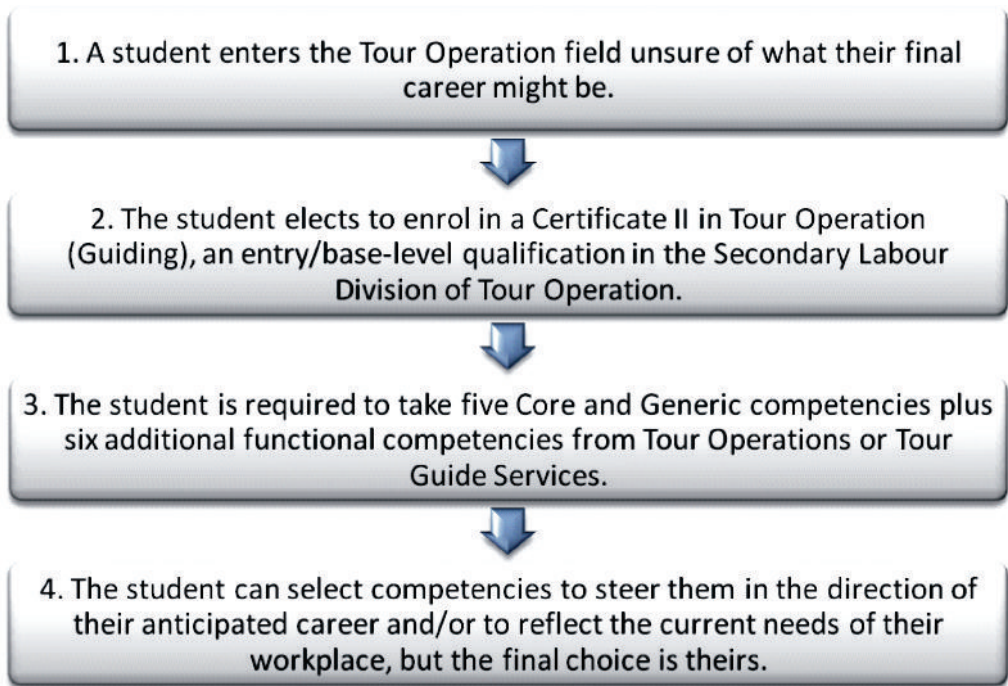 1. A student enters the Tour Operation field unsure of what their final
career might be.
2. The student elects to enrol in a Certificate II in Tour Operation
(Guiding), an entry/base-level qualification in the Secondary Labour
Division of Tour Operation.
3. The student is required to take five Core and Generic competencies plus
six additional functional competencies from Tour Operations or Tour
Guide Services.
4. The student can select competencies to steer them in the direction of
their anticipated career and/or to reflect the current needs of their
workplace, but the final choice is theirs.